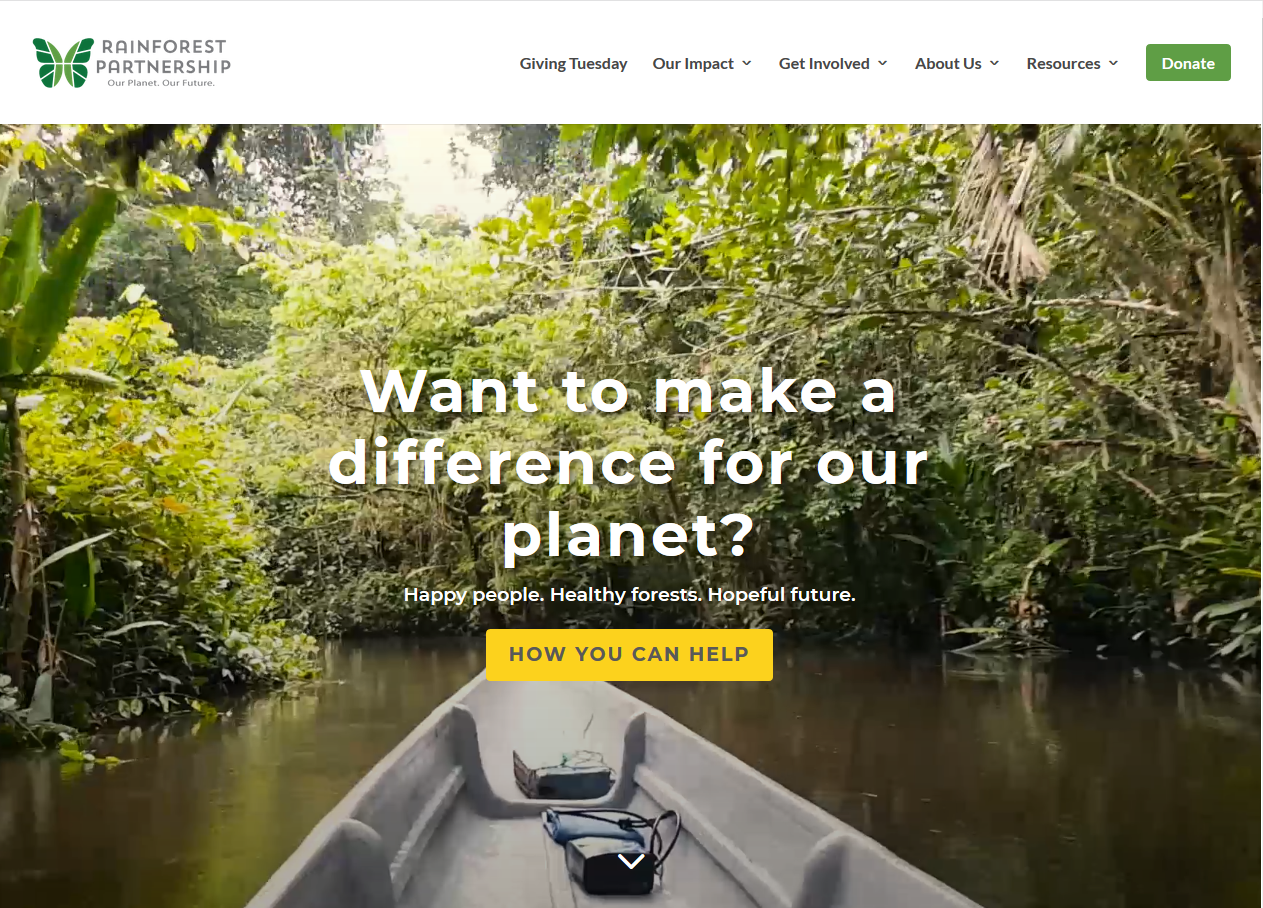 RAINFOREST
PARTNERSHIP
Our Planet. Our Future.
Giving Tuesday Our Impact Get Involved About Us Resources Donate
Want to make a
difference for our
planet?
Happy people. Healthy forests. Hopeful future.
HOW YOU CAN HELP